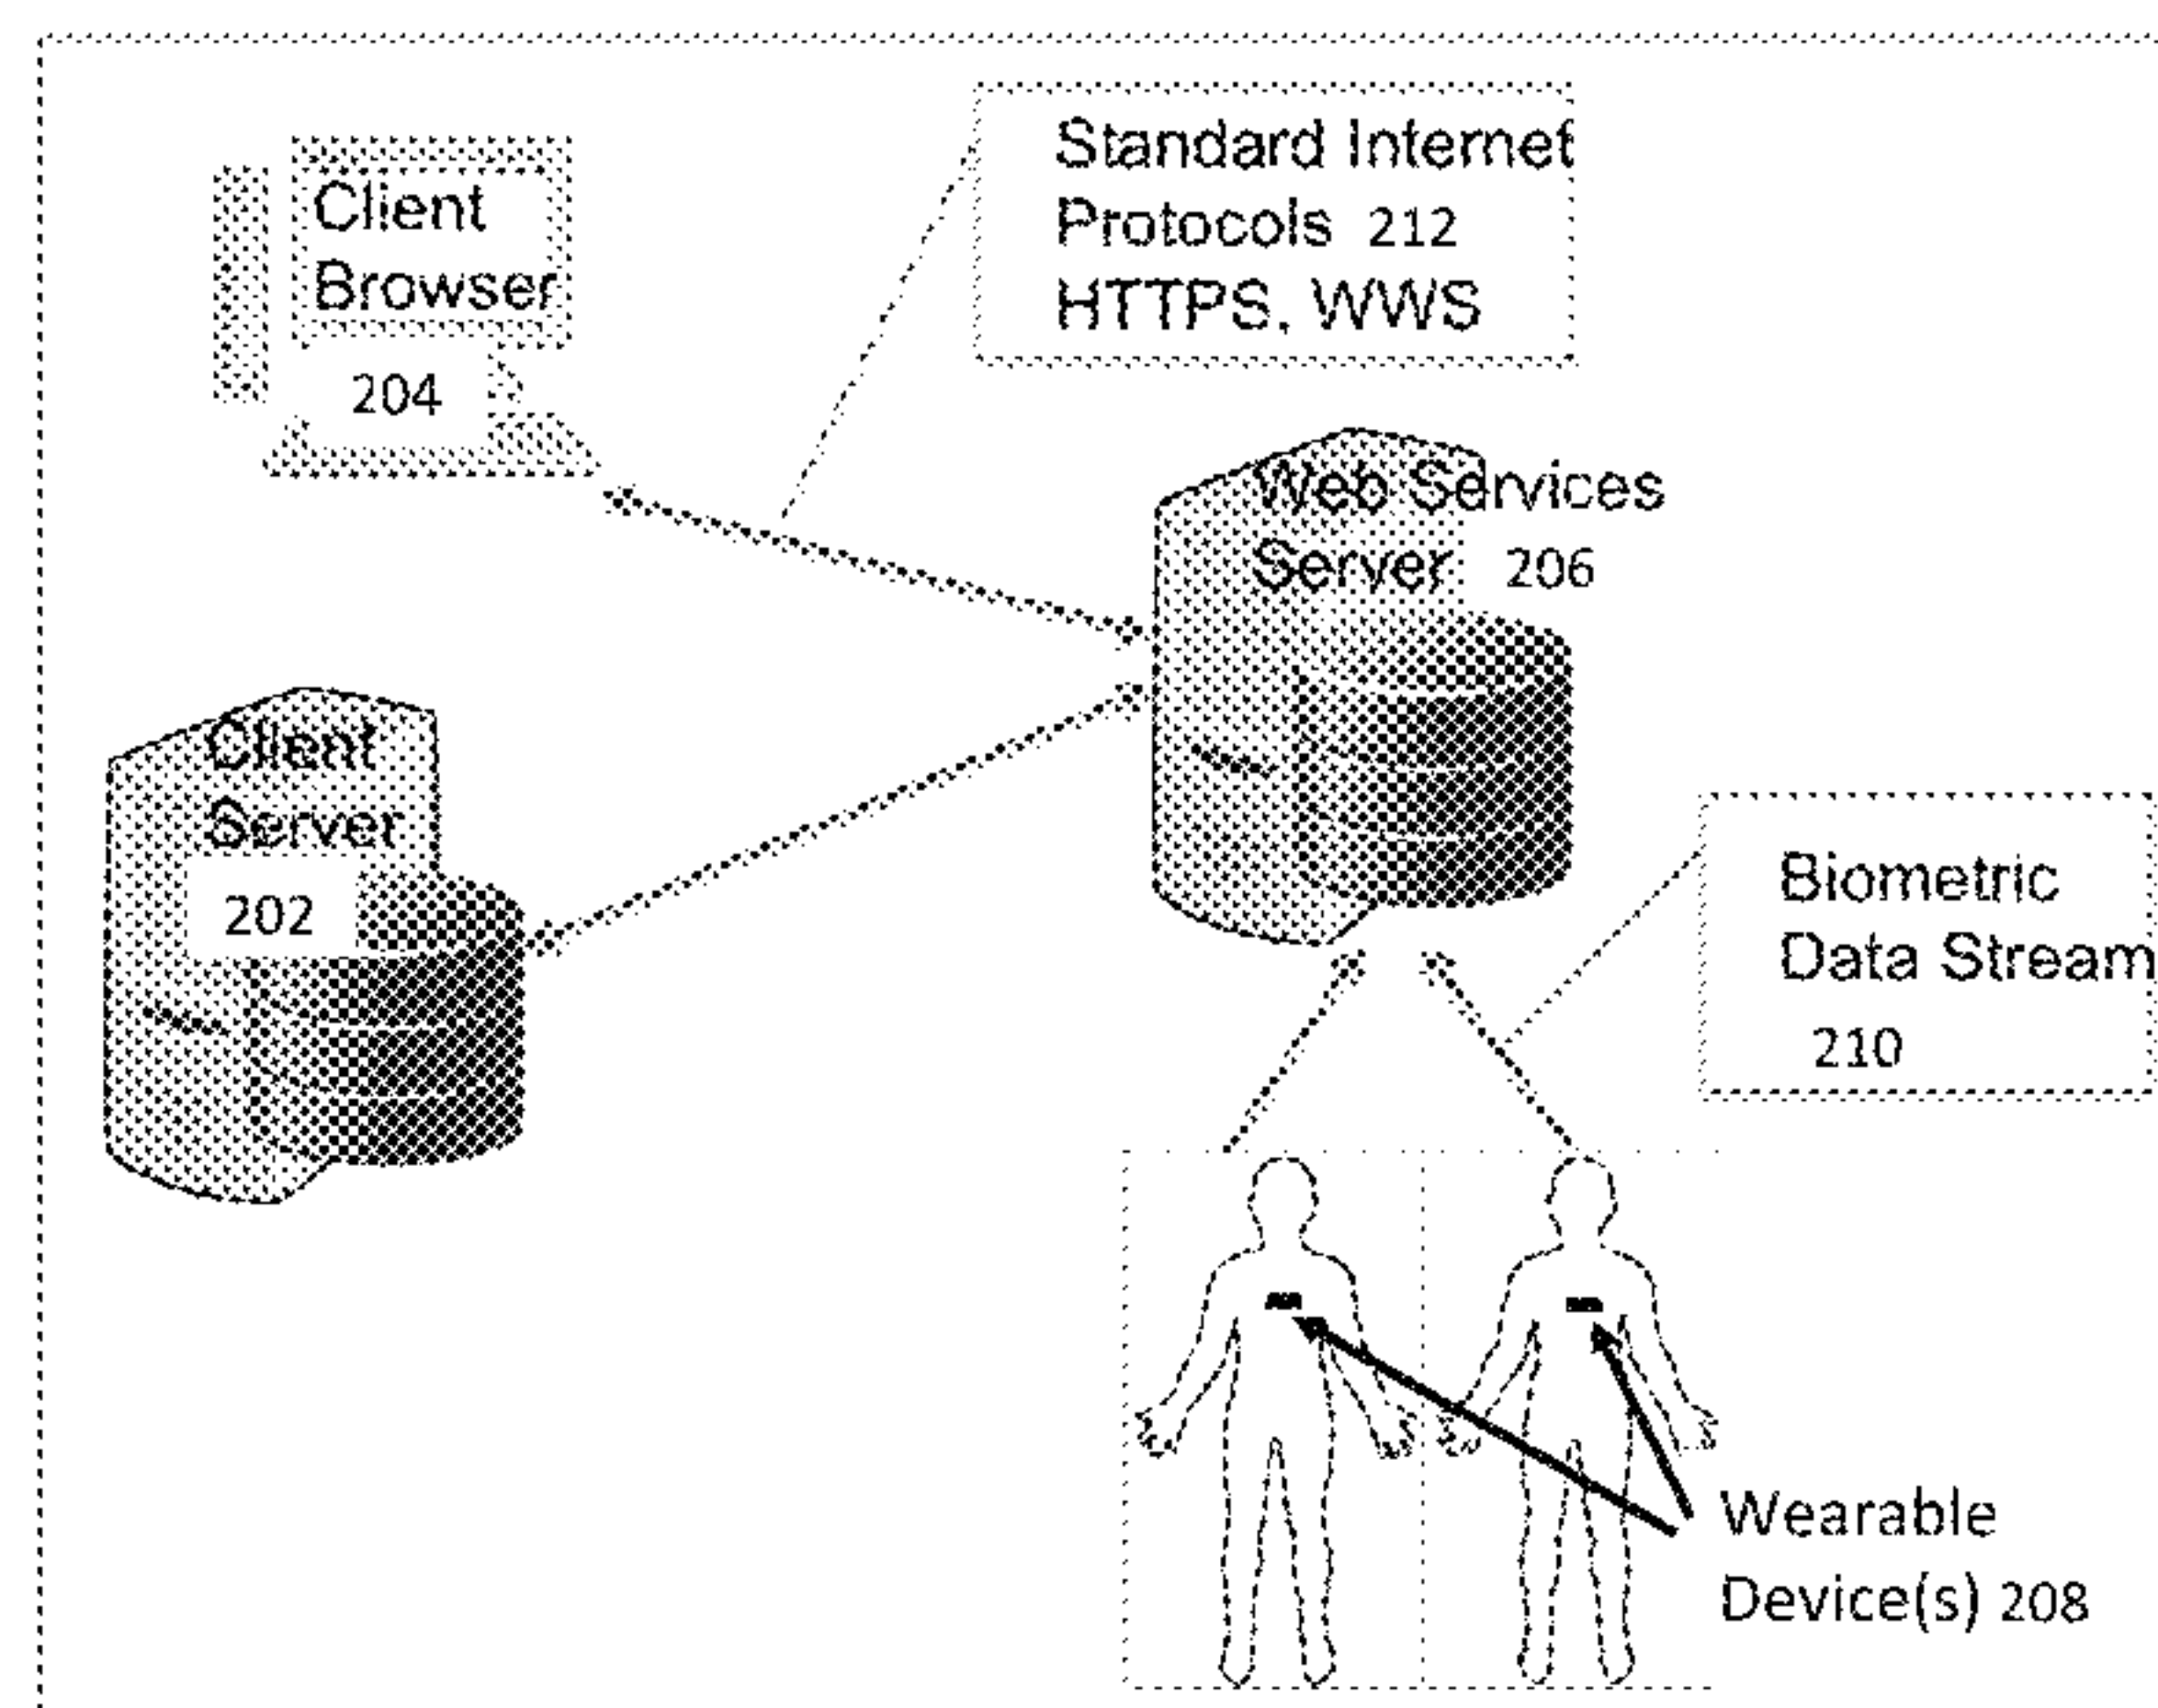 Client
Browser
204
Standard Internet
Protocols 212
HTTPS, WWS
Web Services
Server 206
Client
Server
202
Biometric
Data Stream
210
Wearable
Device(s) 208